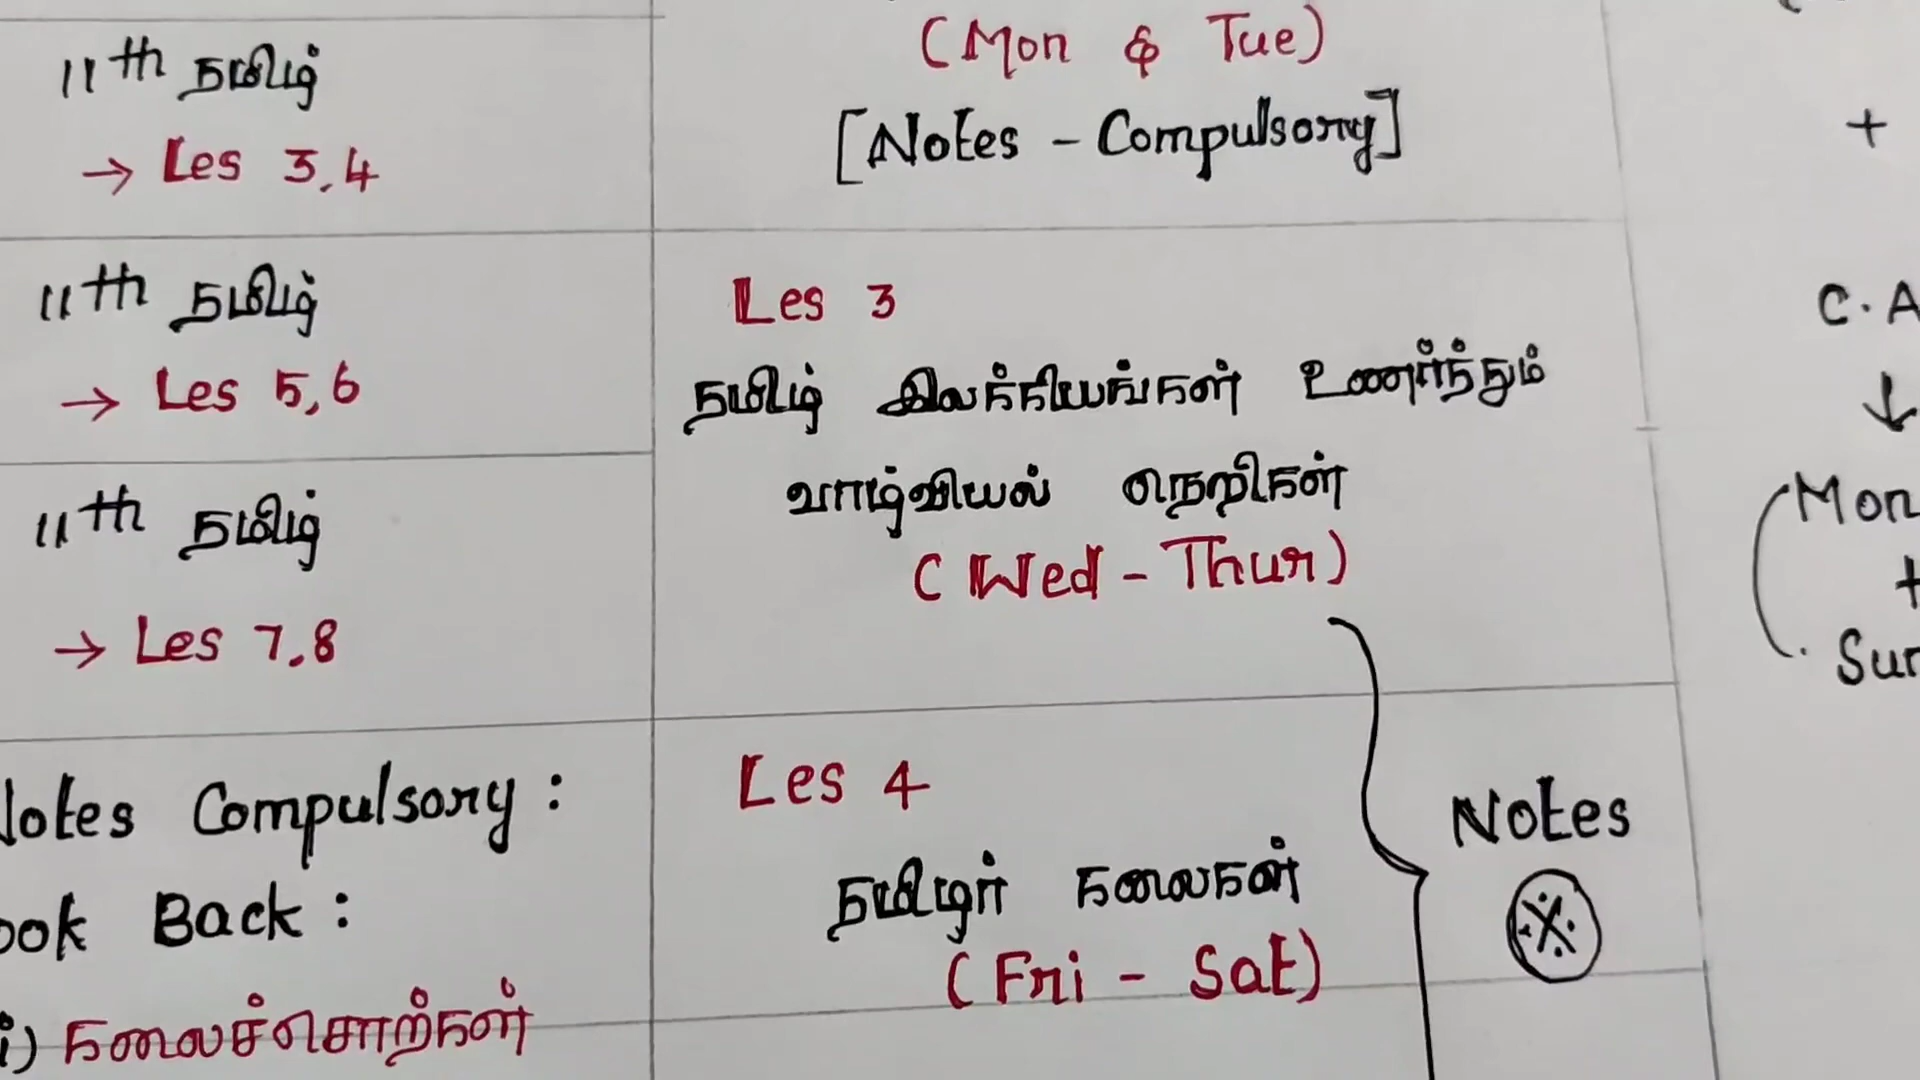 11th தமிழ்
→ Les 3,4
11th தமிழ்
→ Les 5,6
11th தமிழ்
→ Les 7,8
Notes Compulsory :
ook Back :
i) கலைச்சொற்கள்
(Mon & Tue)
[Notes - Compulsory]
Les 3
தமிழ் இலக்கியங்கள் உணர்த்தும்
வாழ்வியல் நெறிகள்
(Wed - Thur)
Les 4
தமிழர் கலைகள்
(Fri - Sat)
Notes
+
C.A
↓
(Mon
+
Sun